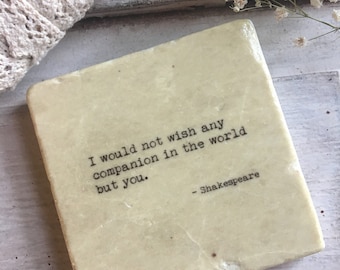 I would not wish any
companion in the world
but you.
- Shakespeare